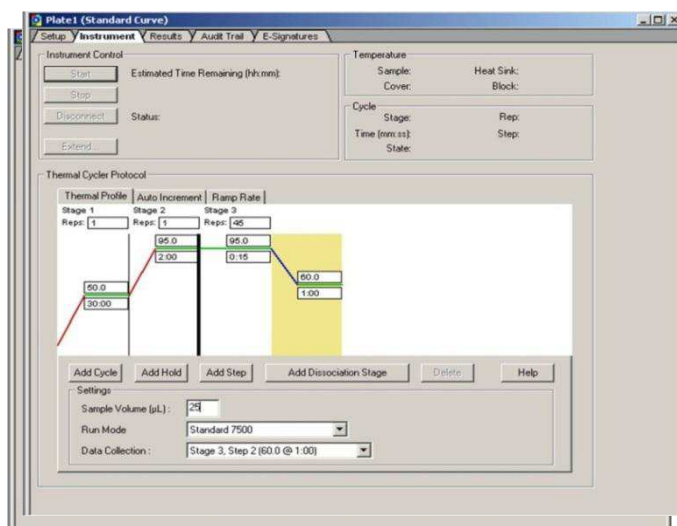 Plate1 (Standard Curve)
Setup Instrument Results Audit Trail E-Signatures
Instrument Control
Start Estimated Time Remaining (hh:mm):
Stop
Disconnect Status:
Extend...
Temperature
Sample: Heat Sink:
Cover: Block:
Cycle
Stage: Rep:
Time (mm:ss): Step:
State:
Thermal Cycler Protocol
Thermal Profile Auto Increment Ramp Rate
Stage 1 Stage 2 Stage 3
Reps: 1 Reps: 1 Reps: 45
95.0 95.0
2:00 0:15
60.0
1:00
50.0
30:00
Add Cycle Add Hold Add Step Add Dissociation Stage Delete Help
Settings
Sample Volume (µL) : 25
Run Mode Standard 7500
Data Collection : Stage 3, Step 2 (60.0 @ 1:00)